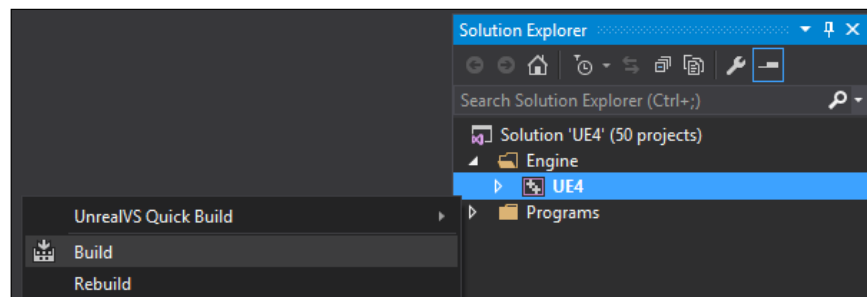 Solution Explorer
Search Solution Explorer (Ctrl+;)
Solution 'UE4' (50 projects)
Engine
UE4
Programs
UnrealVS Quick Build
Build
Rebuild